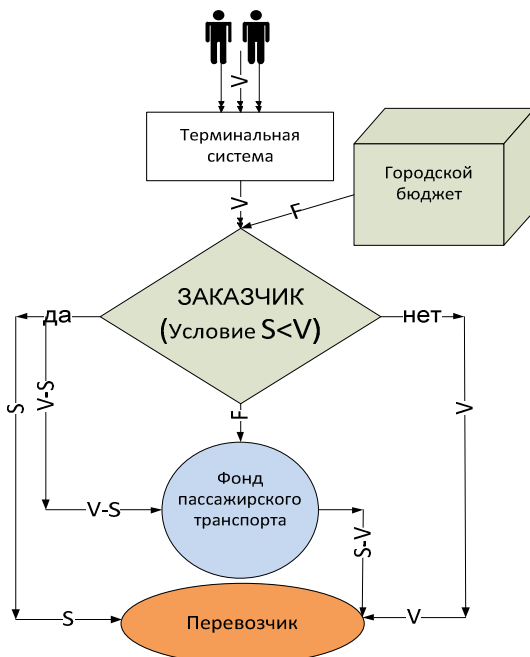 V
Терминальная
система
V
F
Городской
бюджет
ЗАКАЗЧИК
(Условие S<V)
да
нет
S
V-S
V
F
Фонд
пассажирского
транспорта
V-S
S-V
S
Перевозчик
V